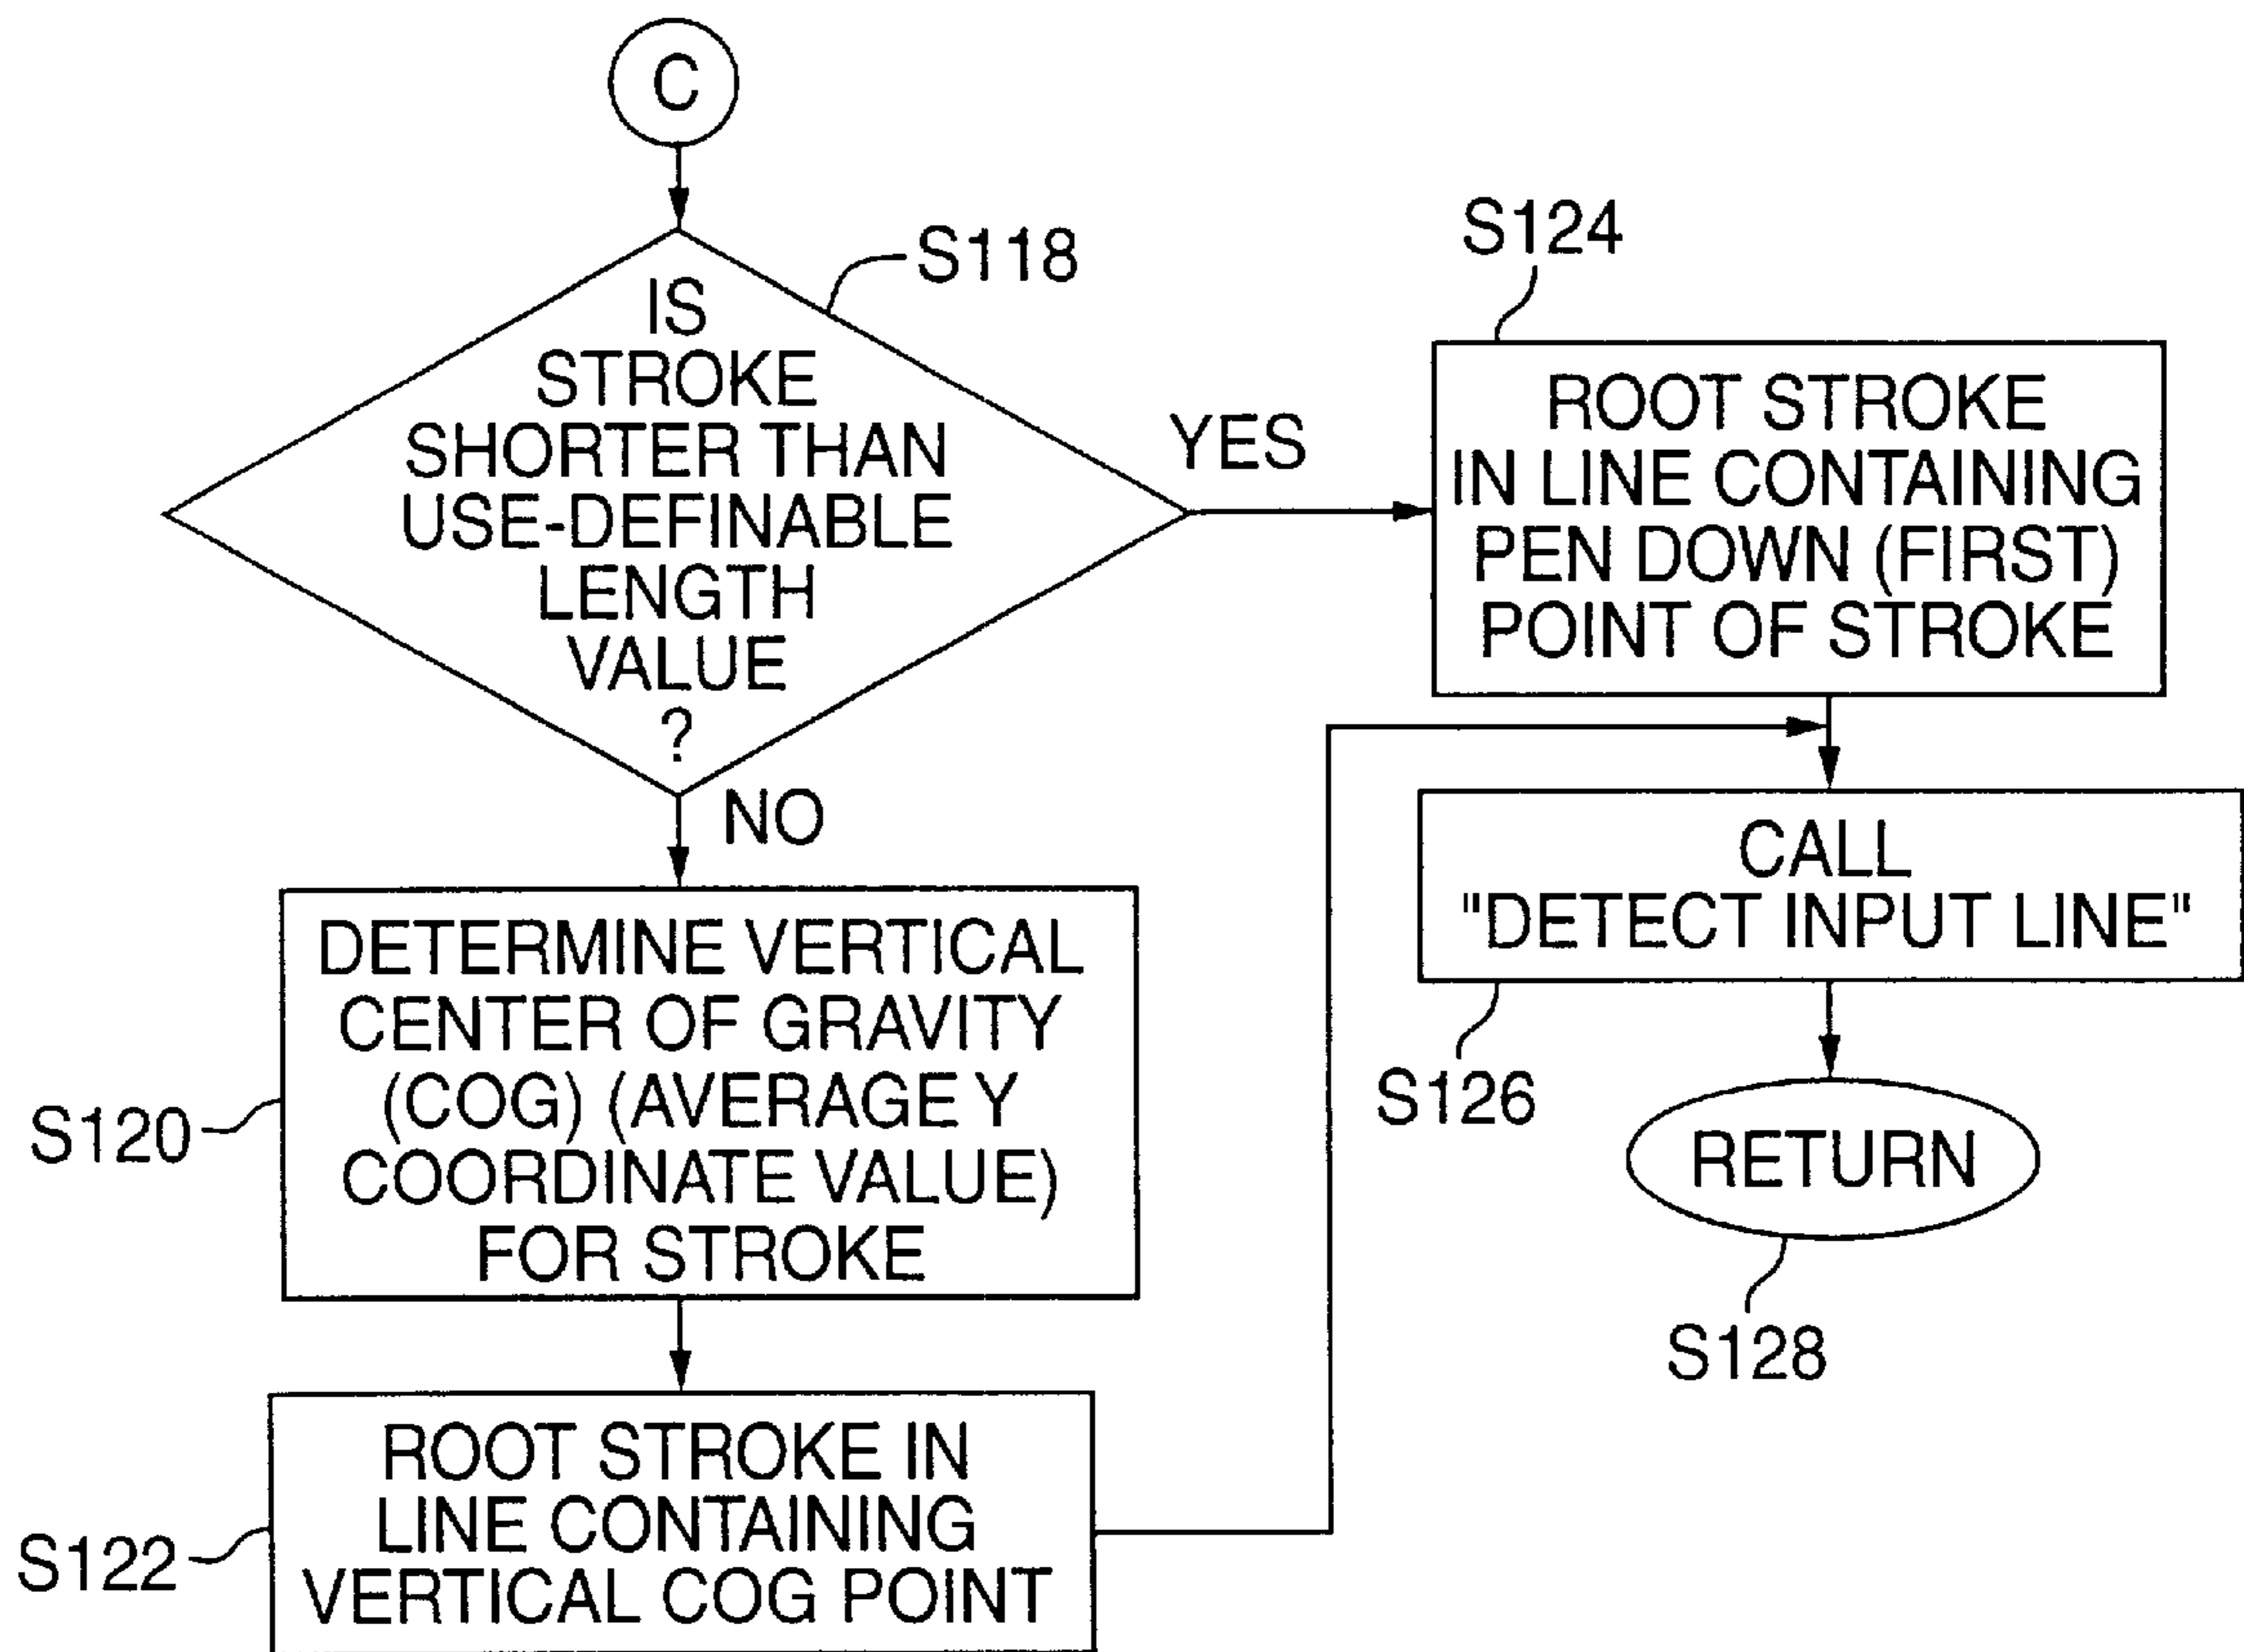 C
S118
IS
STROKE
SHORTER THAN
USE-DEFINABLE
LENGTH
VALUE
?
YES
NO
S124
ROOT STROKE
IN LINE CONTAINING
PEN DOWN (FIRST)
POINT OF STROKE
DETERMINE VERTICAL
CENTER OF GRAVITY
(COG) (AVERAGE Y
COORDINATE VALUE)
FOR STROKE
S120
ROOT STROKE IN
LINE CONTAINING
VERTICAL COG POINT
S122
CALL
"DETECT INPUT LINE"
S126
RETURN
S128